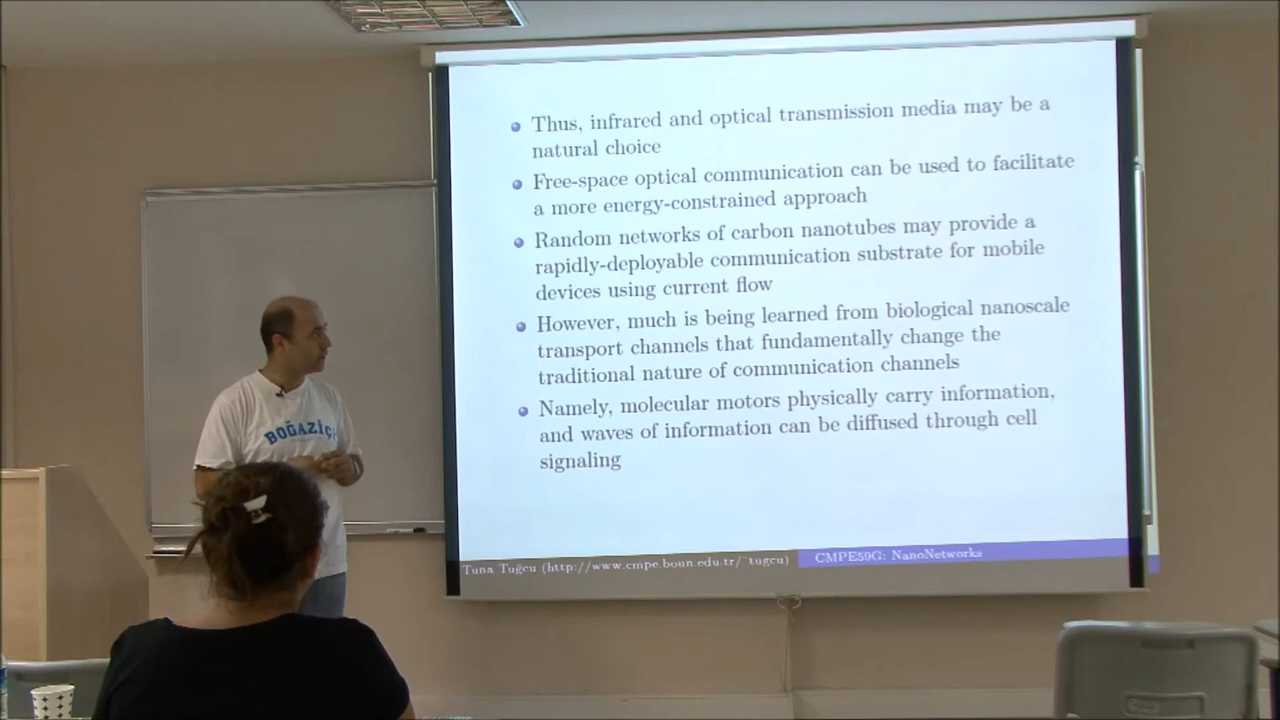 Thus, infrared and optical transmission media may be a
natural choice
Free-space optical communication can be used to facilitate
a more energy-constrained approach
Random networks of carbon nanotubes may provide a
rapidly-deployable communication substrate for mobile
devices using current flow
However, much is being learned from biological nanoscale
transport channels that fundamentally change the
traditional nature of communication channels
Namely, molecular motors physically carry information,
and waves of information can be diffused through cell
signaling
Tuna Tuğcu (http://www.cmpe.boun.edu.tr/~tugcu)
CMPE59G: NanoNetworks
BOĞAZİÇİ